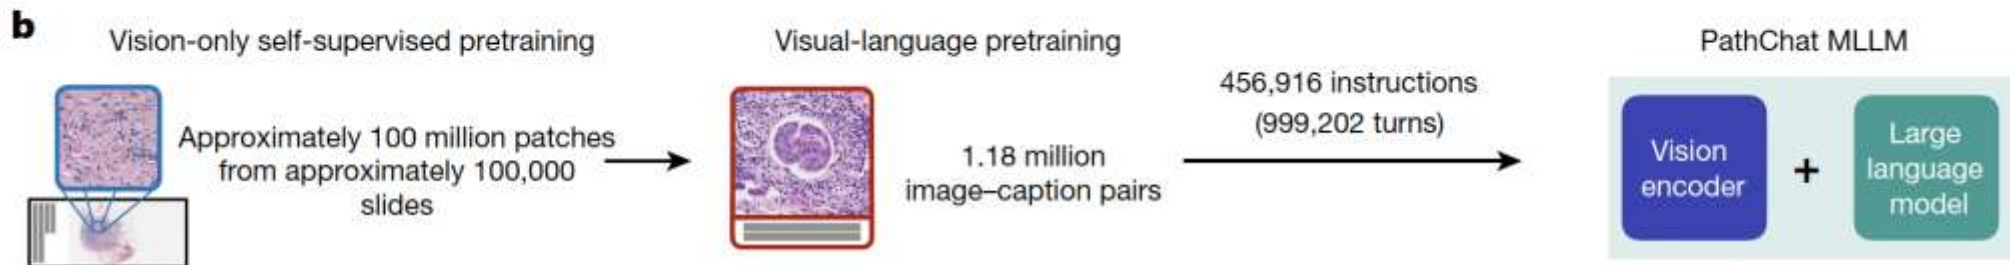 b
Vision-only self-supervised pretraining
Approximately 100 million patches
from approximately 100,000
slides
Visual-language pretraining
1.18 million
image–caption pairs
456,916 instructions
(999,202 turns)
PathChat MLLM
Vision
encoder
+
Large
language
model